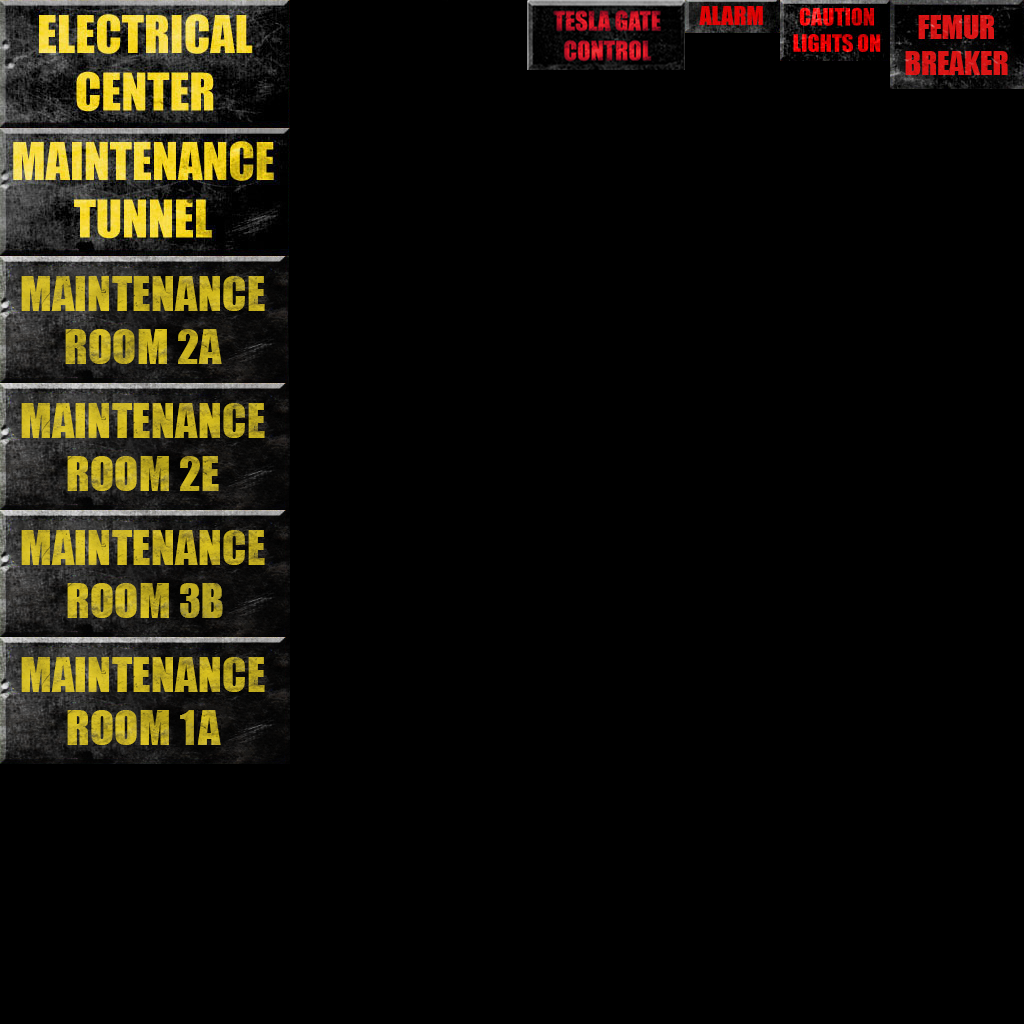 ELECTRICAL
CENTER
MAINTENANCE
TUNNEL
MAINTENANCE
ROOM 2A
MAINTENANCE
ROOM 2E
MAINTENANCE
ROOM 3B
MAINTENANCE
ROOM 1A
TESLA GATE
CONTROL
ALARM
CAUTION
LIGHTS ON
FEMUR
BREAKER